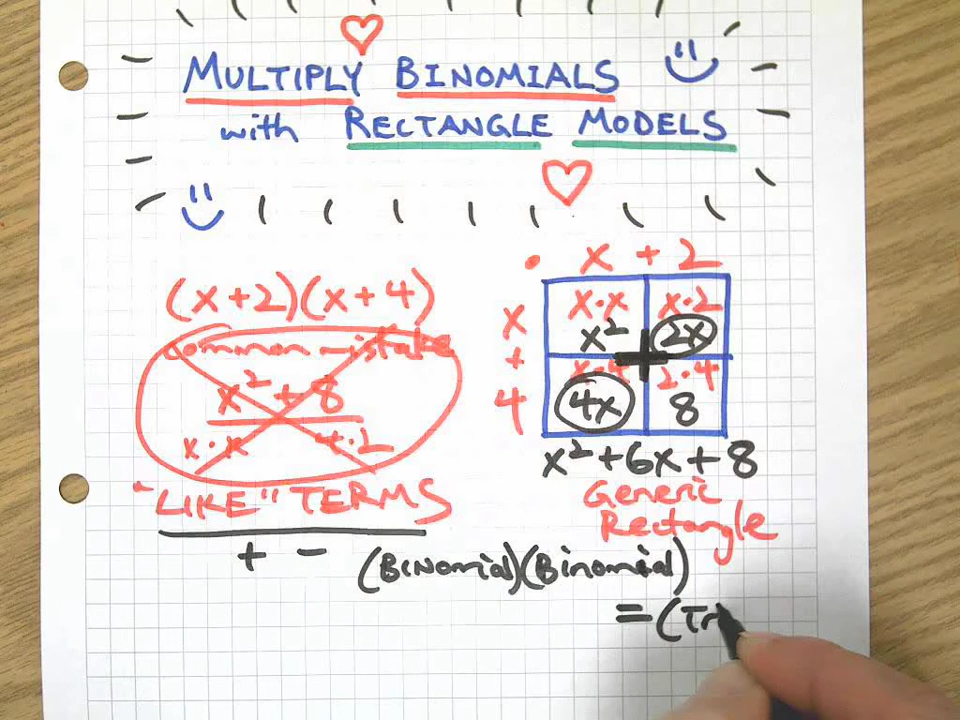 MULTIPLY BINOMIALS
with RECTANGLE MODELS
(x+2)(x+4)
common mistake
x² + 8
x·x 4·2
"LIKE" TERMS
+ −
• x + 2
x x·x x·2
x² 2x
+ x·4 2·4
4 4x 8
x² + 6x + 8
Generic
Rectangle
(Binomial)(Binomial)
= (Tr